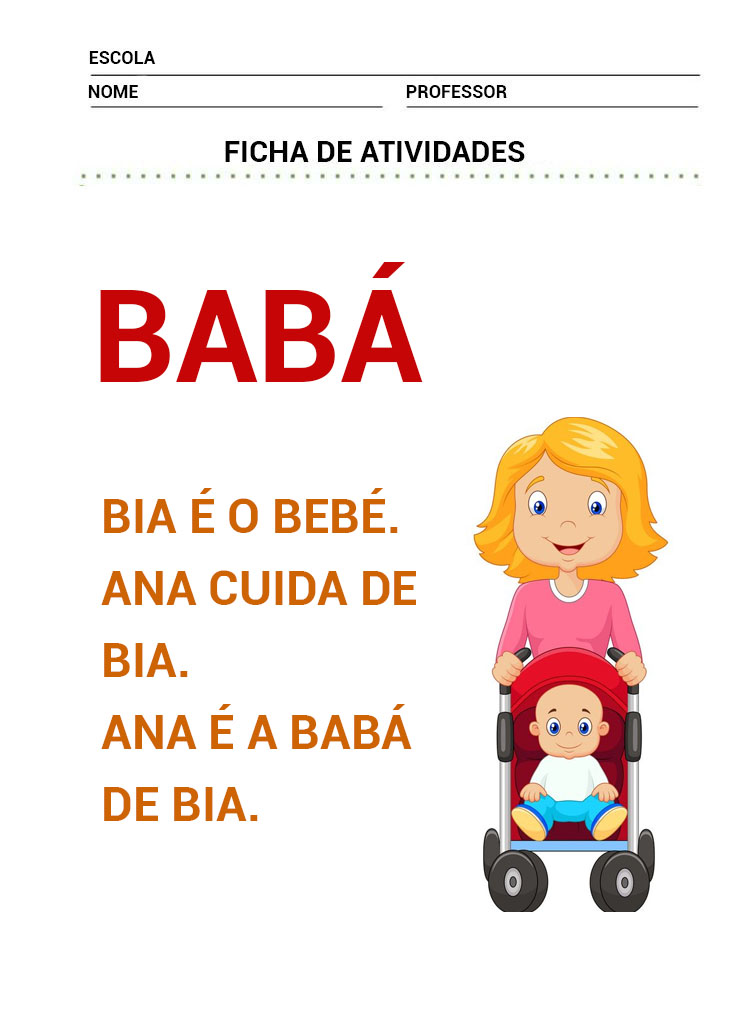 ESCOLA
NOME PROFESSOR
FICHA DE ATIVIDADES
BABÁ
BIA É O BEBÉ.
ANA CUIDA DE
BIA.
ANA É A BABÁ
DE BIA.